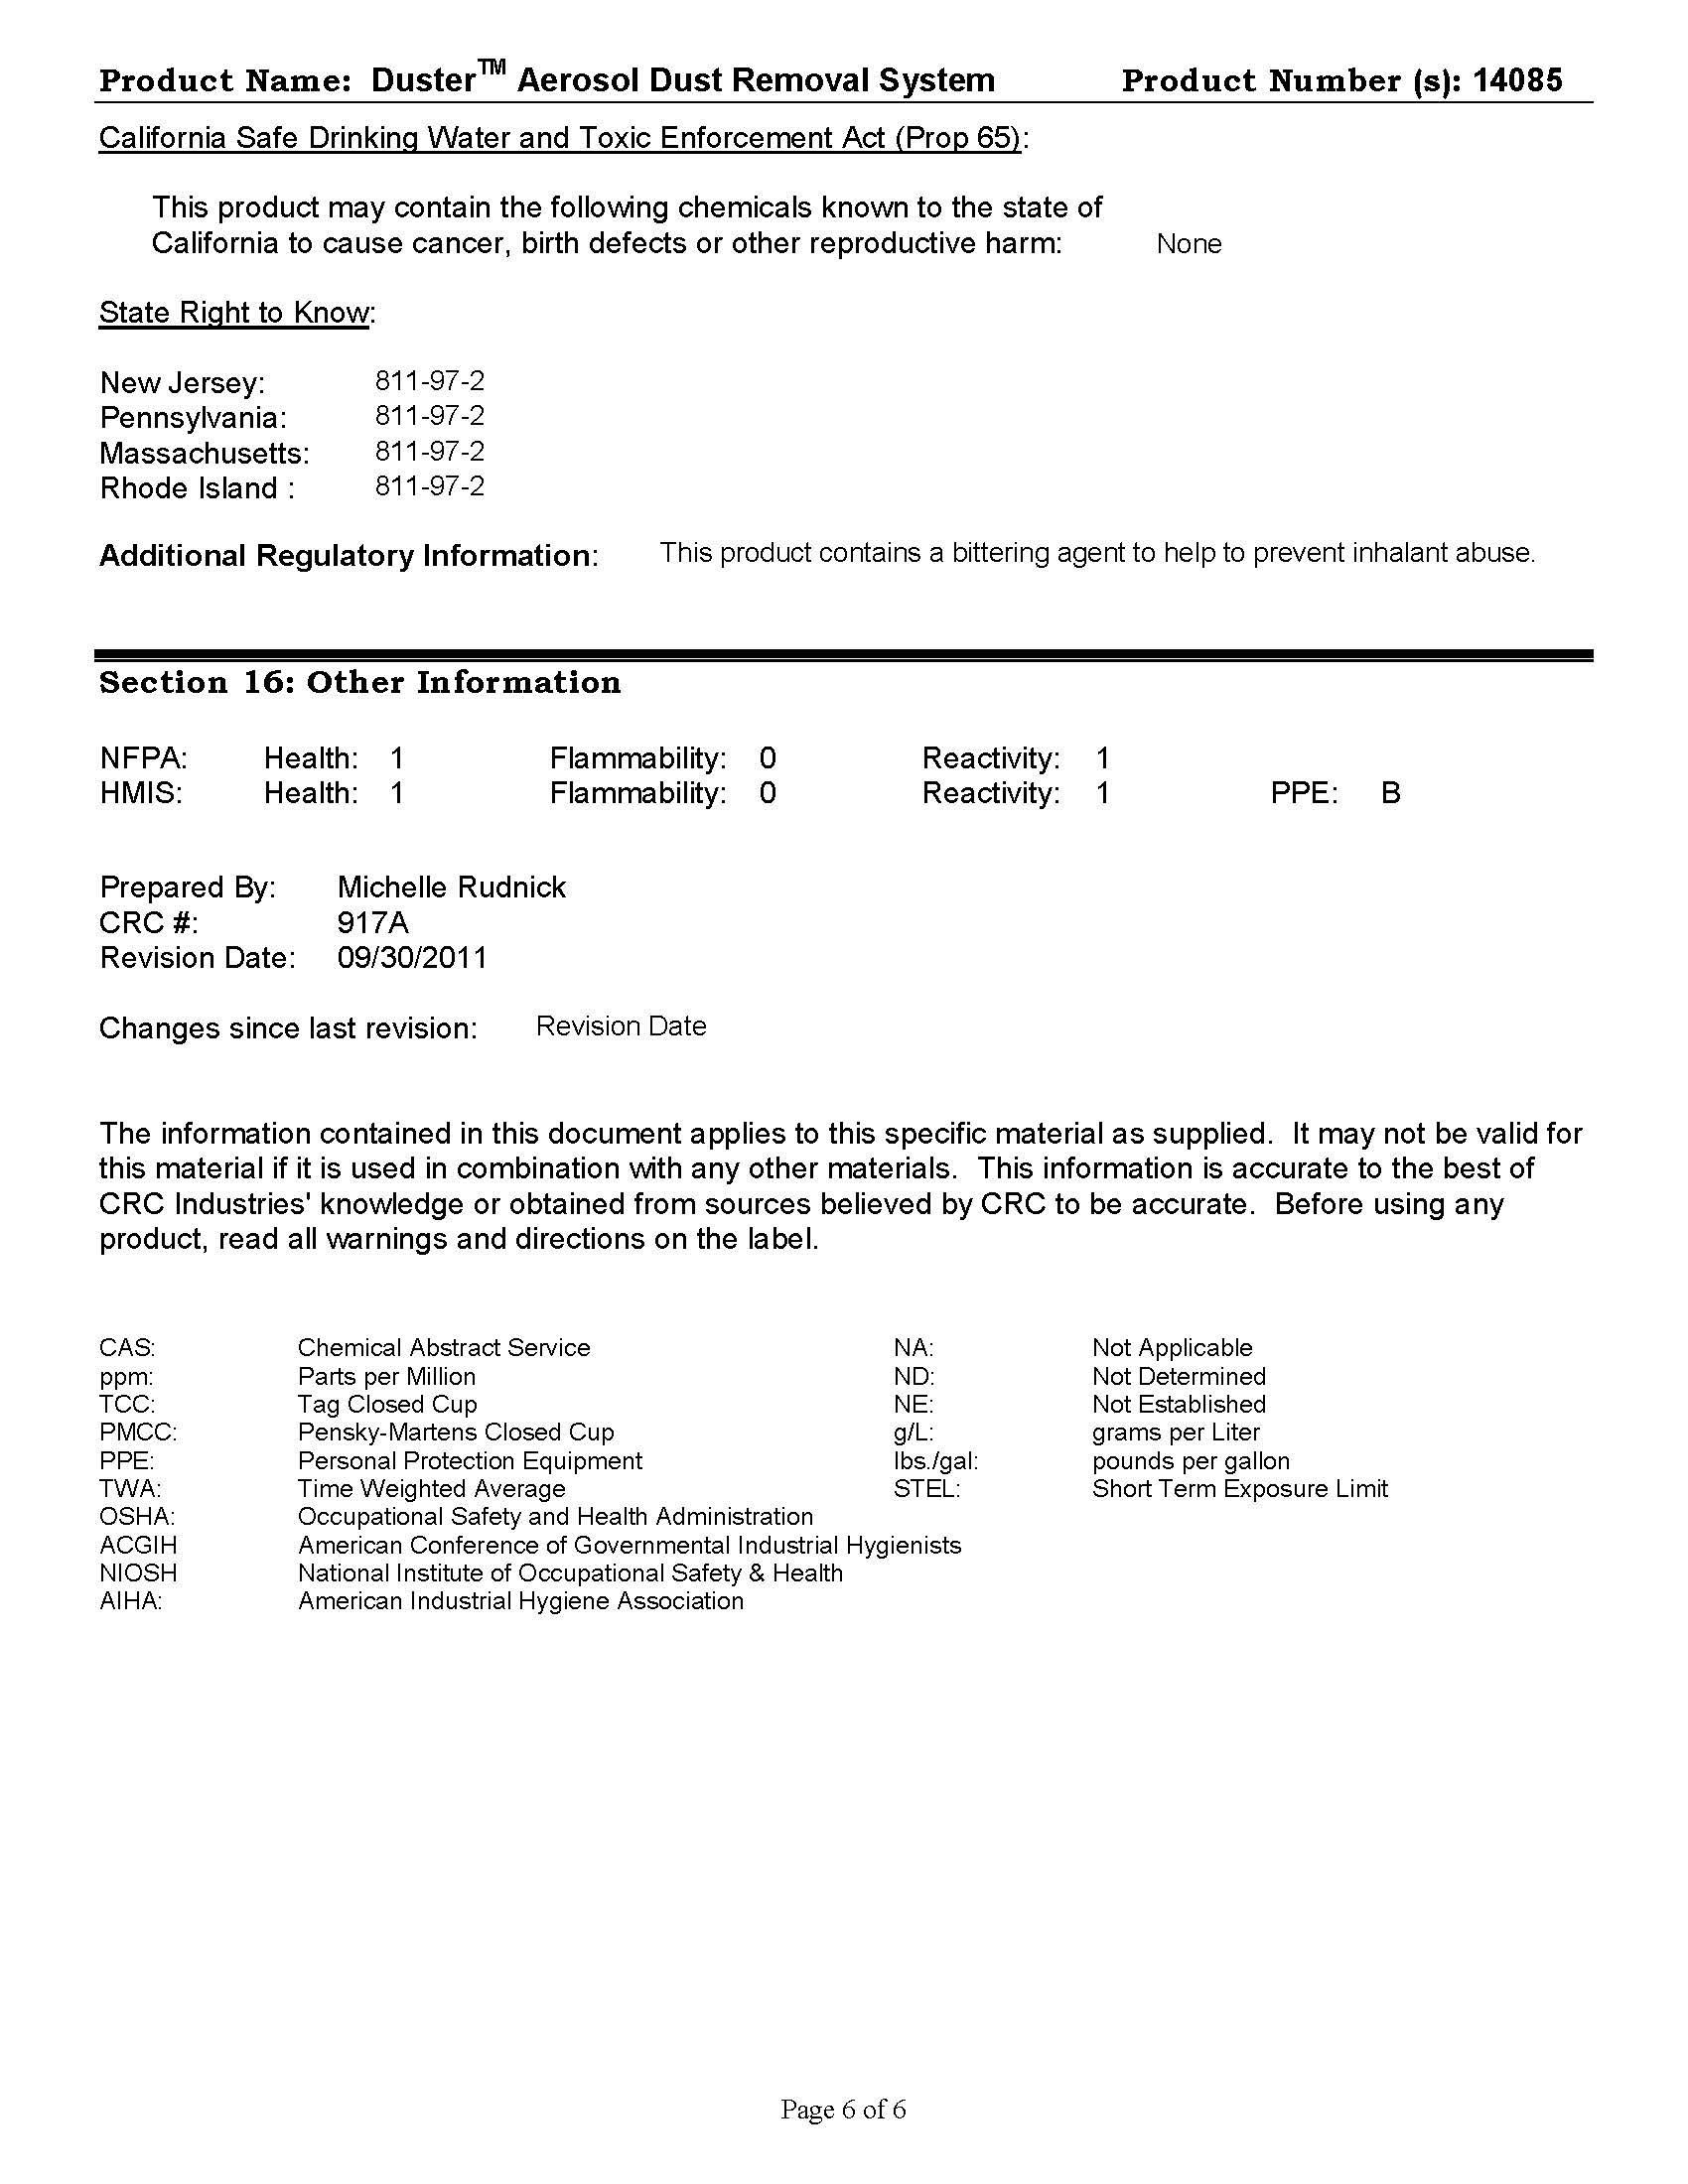 Product Name: Duster™ Aerosol Dust Removal System Product Number (s): 14085
California Safe Drinking Water and Toxic Enforcement Act (Prop 65):
This product may contain the following chemicals known to the state of
California to cause cancer, birth defects or other reproductive harm: None
State Right to Know:
New Jersey: 811-97-2
Pennsylvania: 811-97-2
Massachusetts: 811-97-2
Rhode Island : 811-97-2
Additional Regulatory Information: This product contains a bittering agent to help to prevent inhalant abuse.
Section 16: Other Information
NFPA: Health: 1 Flammability: 0 Reactivity: 1
HMIS: Health: 1 Flammability: 0 Reactivity: 1 PPE: B
Prepared By: Michelle Rudnick
CRC #: 917A
Revision Date: 09/30/2011
Changes since last revision: Revision Date
The information contained in this document applies to this specific material as supplied. It may not be valid for
this material if it is used in combination with any other materials. This information is accurate to the best of
CRC Industries' knowledge or obtained from sources believed by CRC to be accurate. Before using any
product, read all warnings and directions on the label.
CAS: Chemical Abstract Service NA: Not Applicable
ppm: Parts per Million ND: Not Determined
TCC: Tag Closed Cup NE: Not Established
PMCC: Pensky-Martens Closed Cup g/L: grams per Liter
PPE: Personal Protection Equipment lbs./gal: pounds per gallon
TWA: Time Weighted Average STEL: Short Term Exposure Limit
OSHA: Occupational Safety and Health Administration
ACGIH American Conference of Governmental Industrial Hygienists
NIOSH National Institute of Occupational Safety & Health
AIHA: American Industrial Hygiene Association
Page 6 of 6